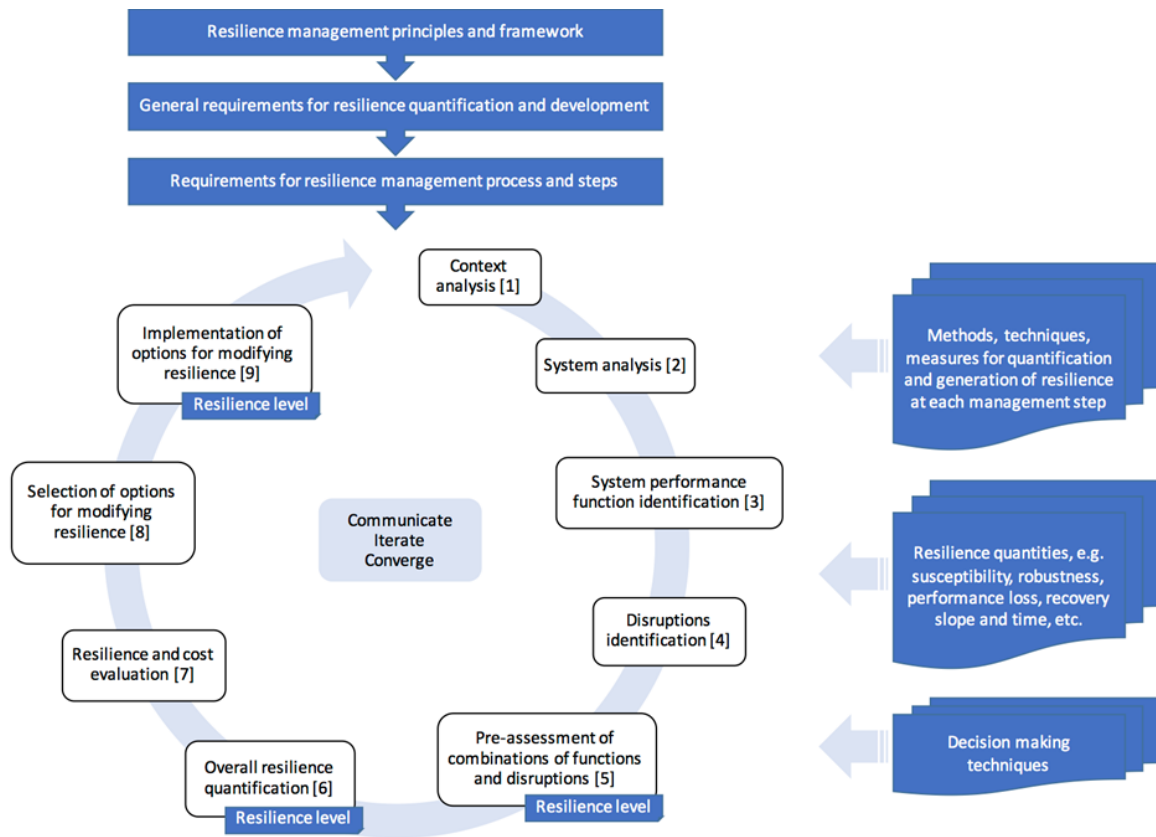 Resilience management principles and framework
General requirements for resilience quantification and development
Requirements for resilience management process and steps
Context
analysis [1]
System analysis [2]
System performance
function identification [3]
Disruptions
identification [4]
Pre-assessment of
combinations of functions
and disruptions [5]
Resilience level
Overall resilience
quantification [6]
Resilience level
Resilience and cost
evaluation [7]
Selection of options
for modifying
resilience [8]
Implementation of
options for modifying
resilience [9]
Resilience level
Communicate
Iterate
Converge
Methods, techniques,
measures for quantification
and generation of resilience
at each management step
Resilience quantities, e.g.
susceptibility, robustness,
performance loss, recovery
slope and time, etc.
Decision making
techniques